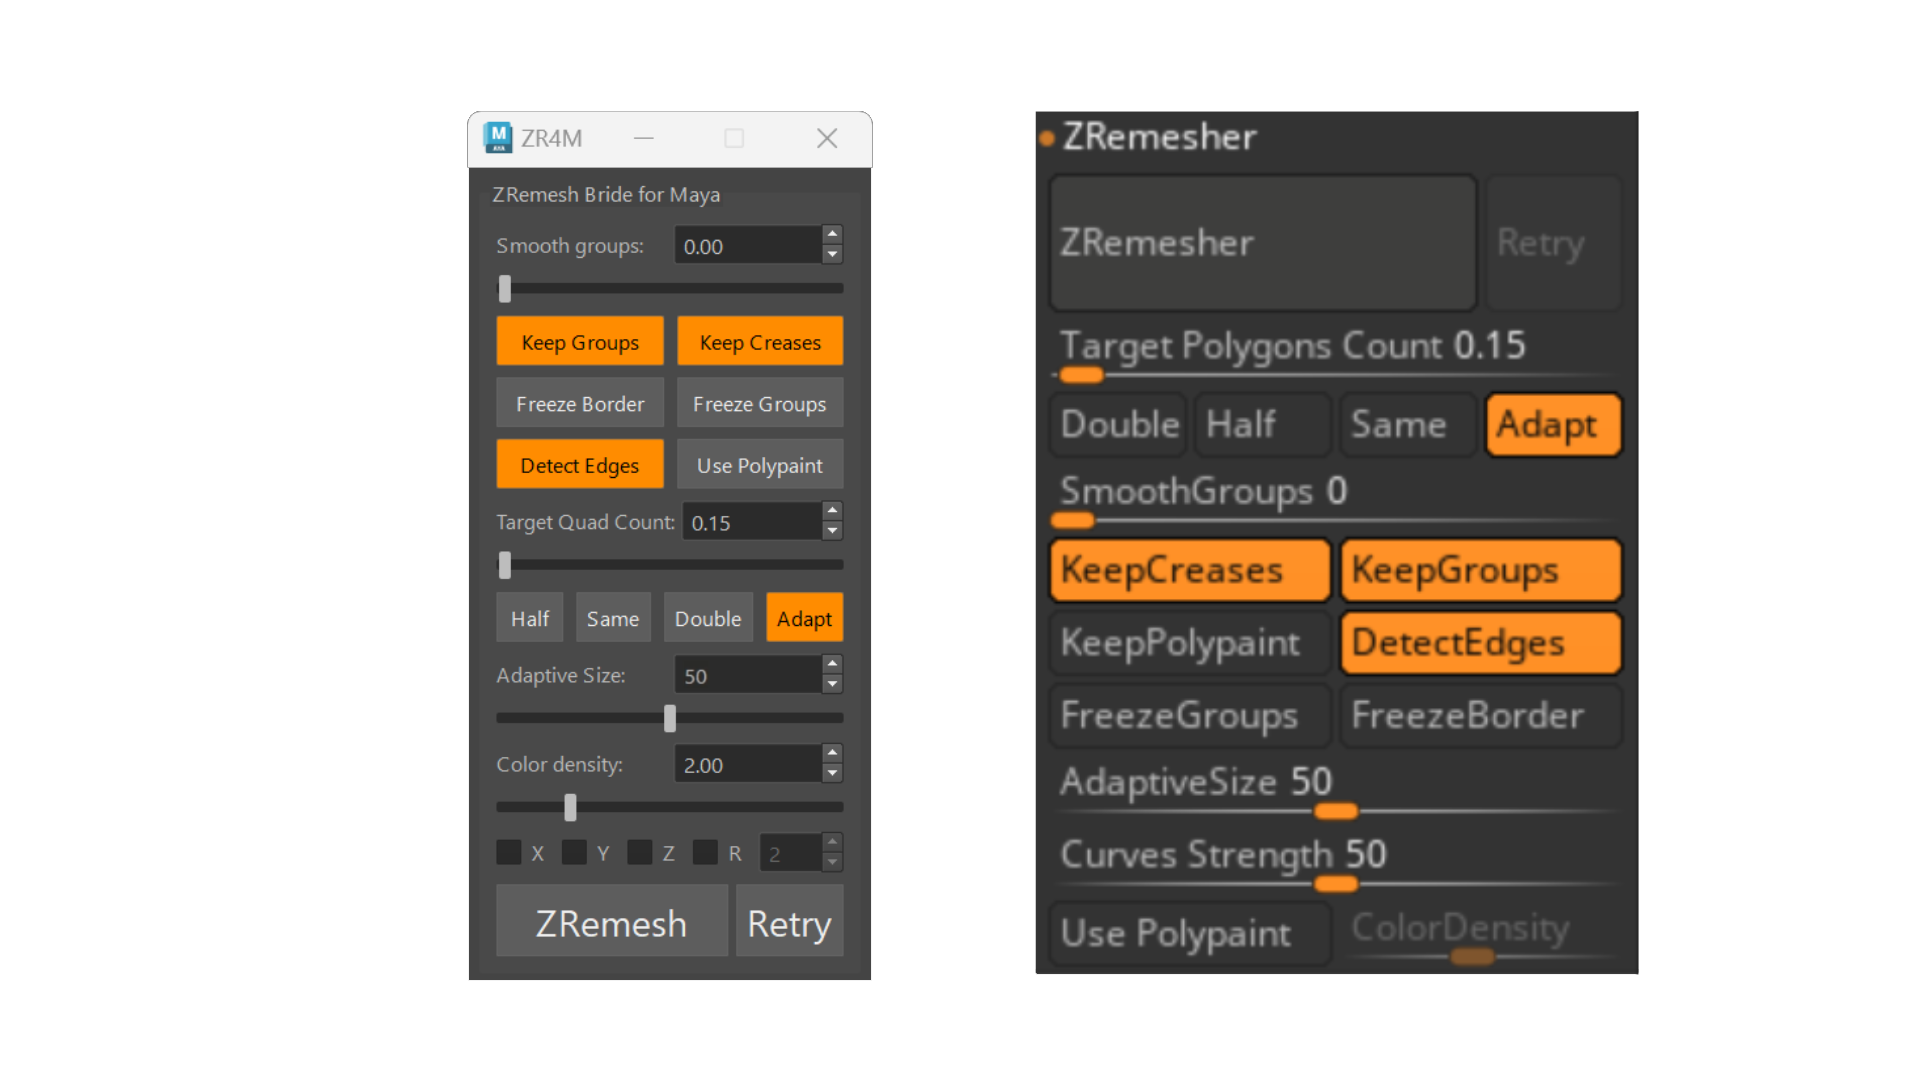 ZR4M
ZRemesh Bride for Maya
Smooth groups: 0.00
Keep Groups Keep Creases
Freeze Border Freeze Groups
Detect Edges Use Polypaint
Target Quad Count: 0.15
Half Same Double Adapt
Adaptive Size: 50
Color density: 2.00
X Y Z R 2
ZRemesh Retry
ZRemesher
ZRemesher Retry
Target Polygons Count 0.15
Double Half Same Adapt
SmoothGroups 0
KeepCreases KeepGroups
KeepPolypaint DetectEdges
FreezeGroups FreezeBorder
AdaptiveSize 50
Curves Strength 50
Use Polypaint ColorDensity